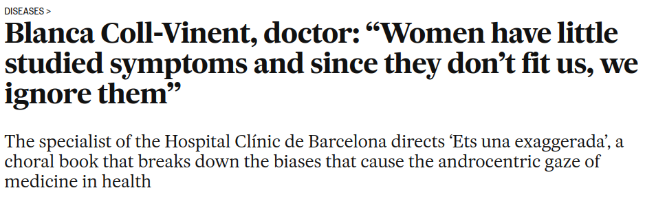 DISEASES >
Blanca Coll-Vinent, doctor: “Women have little
studied symptoms and since they don’t fit us, we
ignore them”
The specialist of the Hospital Clínic de Barcelona directs ‘Ets una exaggerada’, a
choral book that breaks down the biases that cause the androcentric gaze of
medicine in health